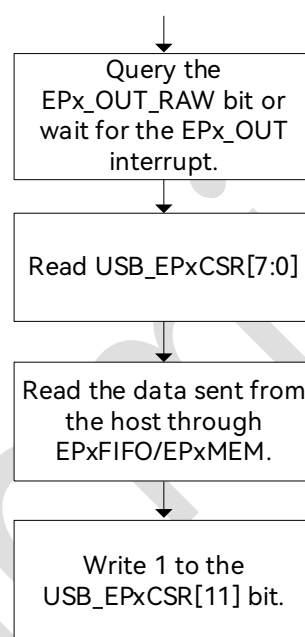 Query the
EPx_OUT_RAW bit or
wait for the EPx_OUT
interrupt.
Read USB_EPxCSR[7:0]
Read the data sent from
the host through
EPxFIFO/EPxMEM.
Write 1 to the
USB_EPxCSR[11] bit.